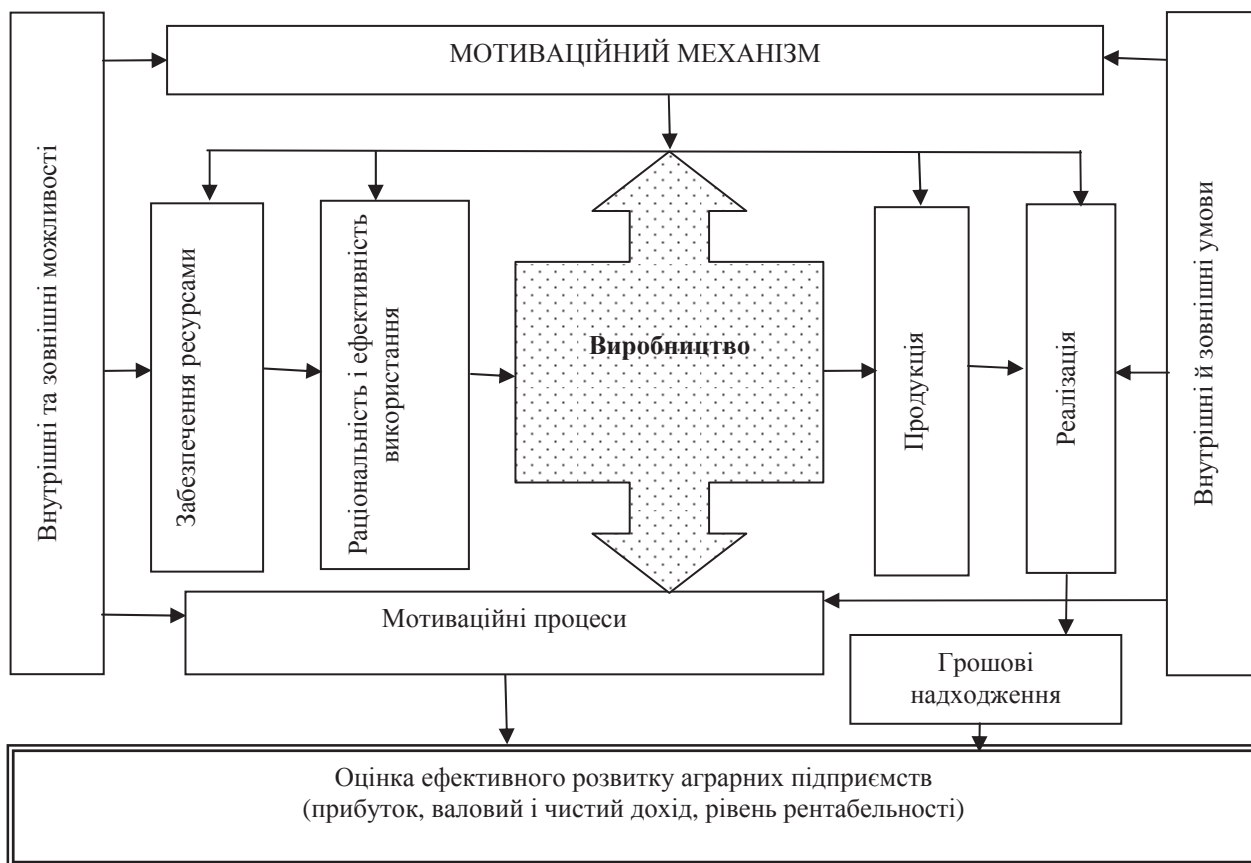 МОТИВАЦІЙНИЙ МЕХАНІЗМ
Внутрішні та зовнішні можливості
Забезпечення ресурсами
Раціональність і ефективність
використання
Виробництво
Продукція
Реалізація
Внутрішні й зовнішні умови
Мотиваційні процеси
Грошові
надходження
Оцінка ефективного розвитку аграрних підприємств
(прибуток, валовий і чистий дохід, рівень рентабельності)